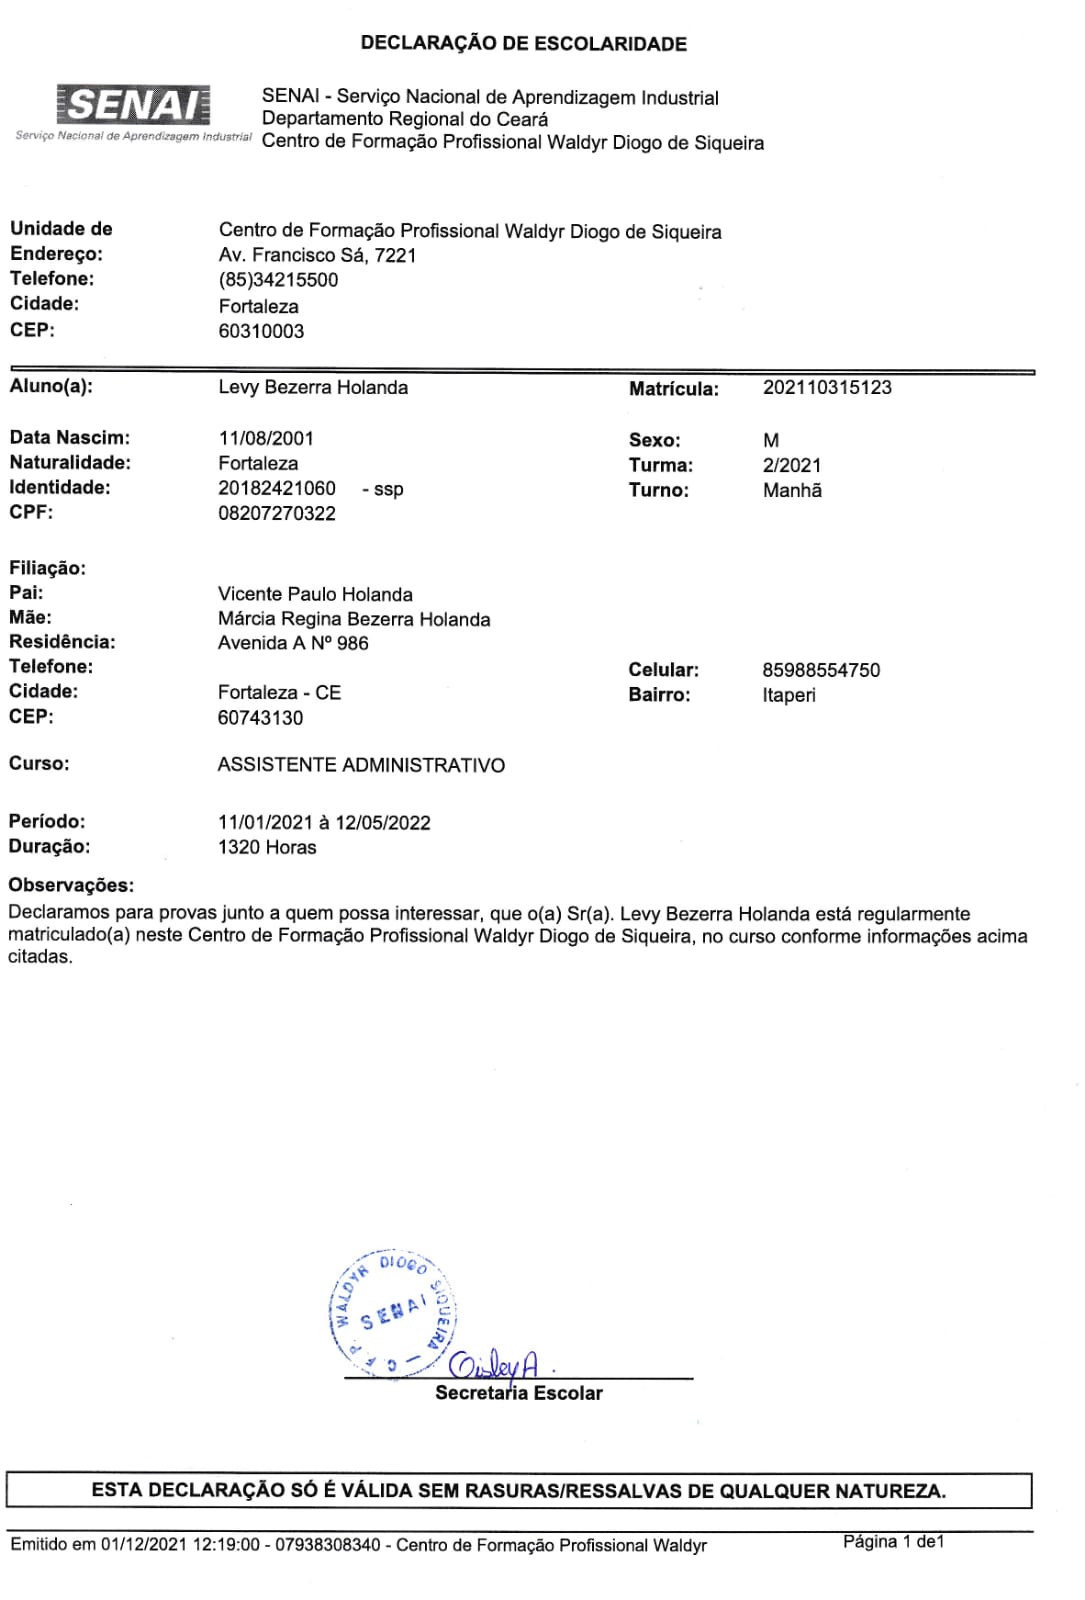 DECLARAÇÃO DE ESCOLARIDADE
SENAI
Serviço Nacional de Aprendizagem Industrial
SENAI - Serviço Nacional de Aprendizagem Industrial
Departamento Regional do Ceará
Centro de Formação Profissional Waldyr Diogo de Siqueira
Unidade de Centro de Formação Profissional Waldyr Diogo de Siqueira
Endereço: Av. Francisco Sá, 7221
Telefone: (85)34215500
Cidade: Fortaleza
CEP: 60310003
Aluno(a): Levy Bezerra Holanda Matrícula: 202110315123
Data Nascim: 11/08/2001 Sexo: M
Naturalidade: Fortaleza Turma: 2/2021
Identidade: 20182421060 - ssp Turno: Manhã
CPF: 08207270322
Filiação:
Pai: Vicente Paulo Holanda
Mãe: Márcia Regina Bezerra Holanda
Residência: Avenida A Nº 986
Telefone: Celular: 85988554750
Cidade: Fortaleza - CE Bairro: Itaperi
CEP: 60743130
Curso: ASSISTENTE ADMINISTRATIVO
Período: 11/01/2021 à 12/05/2022
Duração: 1320 Horas
Observações:
Declaramos para provas junto a quem possa interessar, que o(a) Sr(a). Levy Bezerra Holanda está regularmente
matriculado(a) neste Centro de Formação Profissional Waldyr Diogo de Siqueira, no curso conforme informações acima
citadas.
C.F.P. WALDYR DIOGO SIQUEIRA
SENAI
Secretaria Escolar
ESTA DECLARAÇÃO SÓ É VÁLIDA SEM RASURAS/RESSALVAS DE QUALQUER NATUREZA.
Emitido em 01/12/2021 12:19:00 - 07938308340 - Centro de Formação Profissional Waldyr Página 1 de1